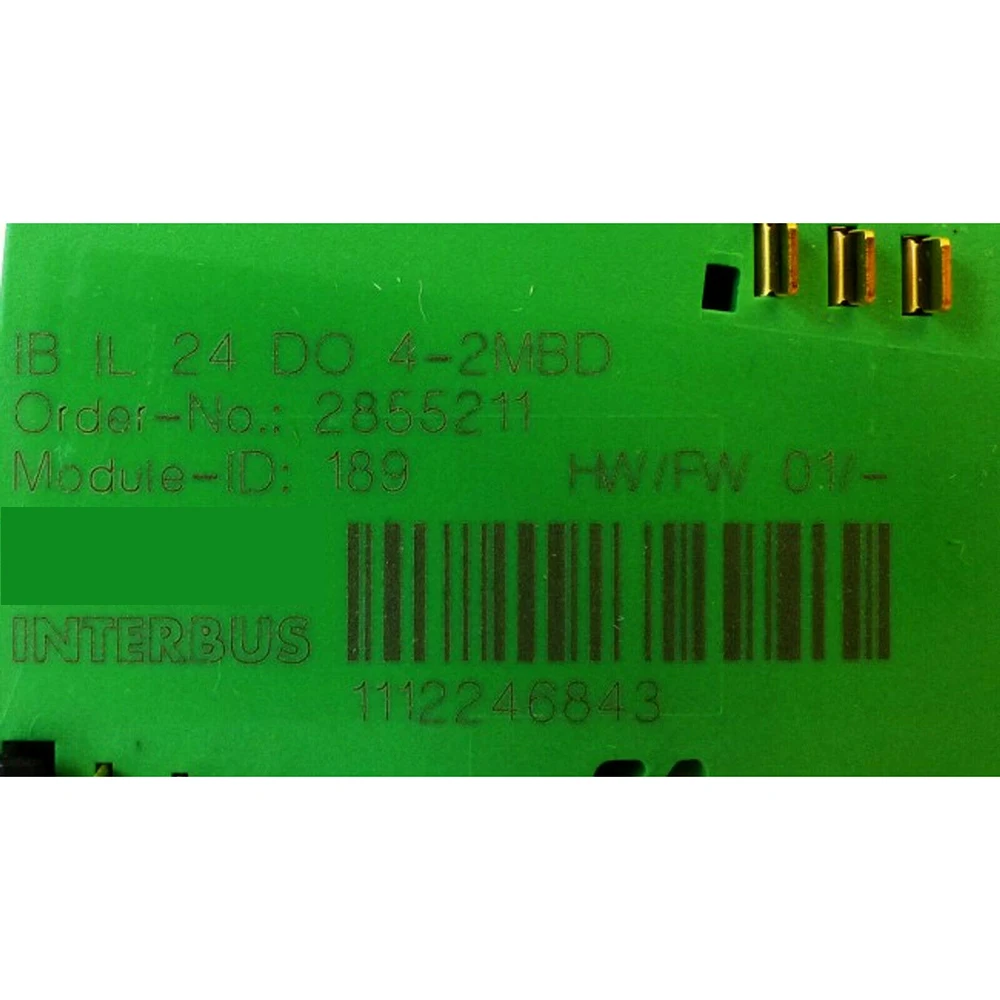 IB IL 24 DO 4-2MBD
Order-No.: 2855211
Module-ID: 189 HW/FW 01/-
INTERBUS
1112246843